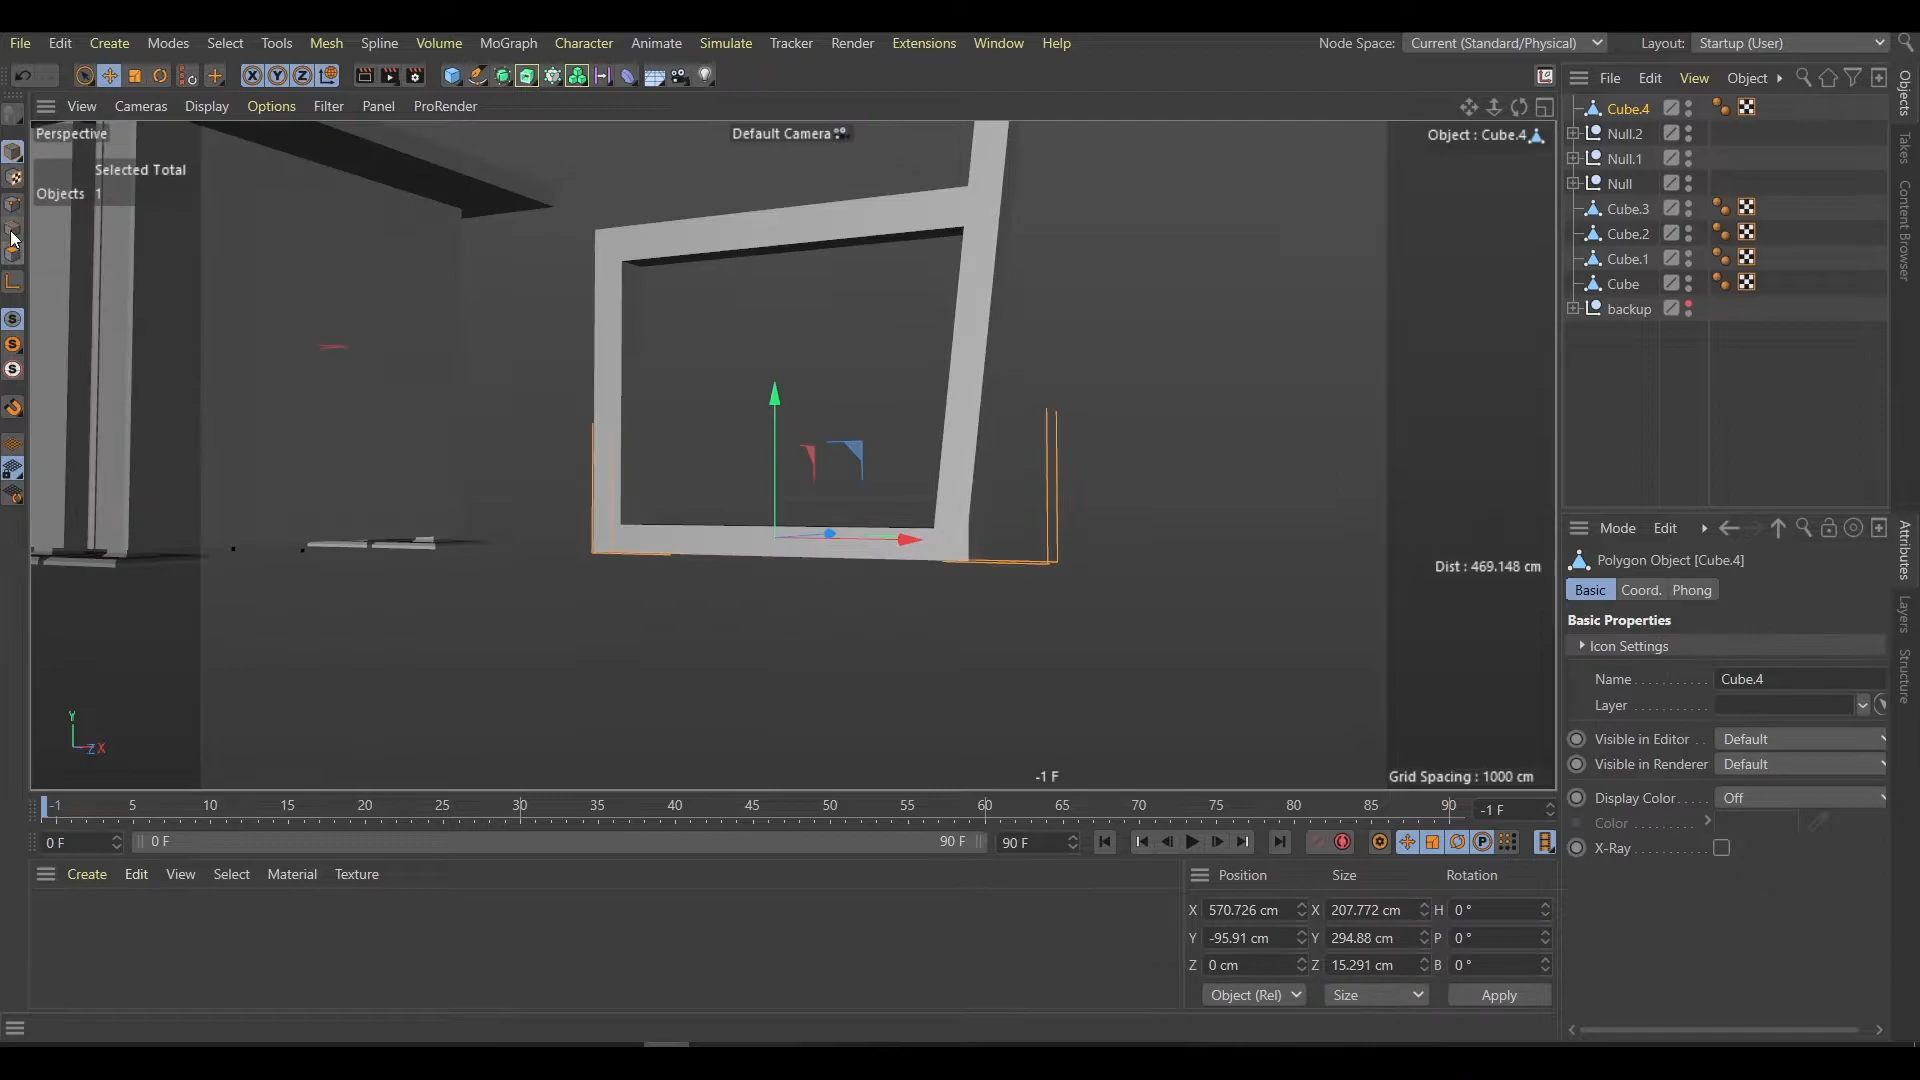 File Edit Create Modes Select Tools Mesh Spline Volume MoGraph Character Animate Simulate Tracker Render Extensions Window Help Node Space: Current (Standard/Physical) Layout: Startup (User)
View Cameras Display Options Filter Panel ProRender
File Edit View Object
Perspective Default Camera Object : Cube.4
Selected Total
Objects 1
Cube.4
Null.2
Null.1
Null
Cube.3
Cube.2
Cube.1
Cube
backup
Objects
Takes
Content Browser
Dist : 469.148 cm
Y
Z X
-1 F
Grid Spacing : 1000 cm
Mode Edit
Polygon Object [Cube.4]
Basic Coord. Phong
Basic Properties
Icon Settings
Name Cube.4
Layer
Visible in Editor Default
Visible in Renderer Default
Display Color Off
Color
X-Ray
Attributes
Layers
Structure
-1 5 10 15 20 25 30 35 40 45 50 55 60 65 70 75 80 85 90 -1 F
0 F 0 F 90 F 90 F
Create Edit View Select Material Texture
Position Size Rotation
X 570.726 cm X 207.772 cm H 0 °
Y -95.91 cm Y 294.88 cm P 0 °
Z 0 cm Z 15.291 cm B 0 °
Object (Rel) Size Apply